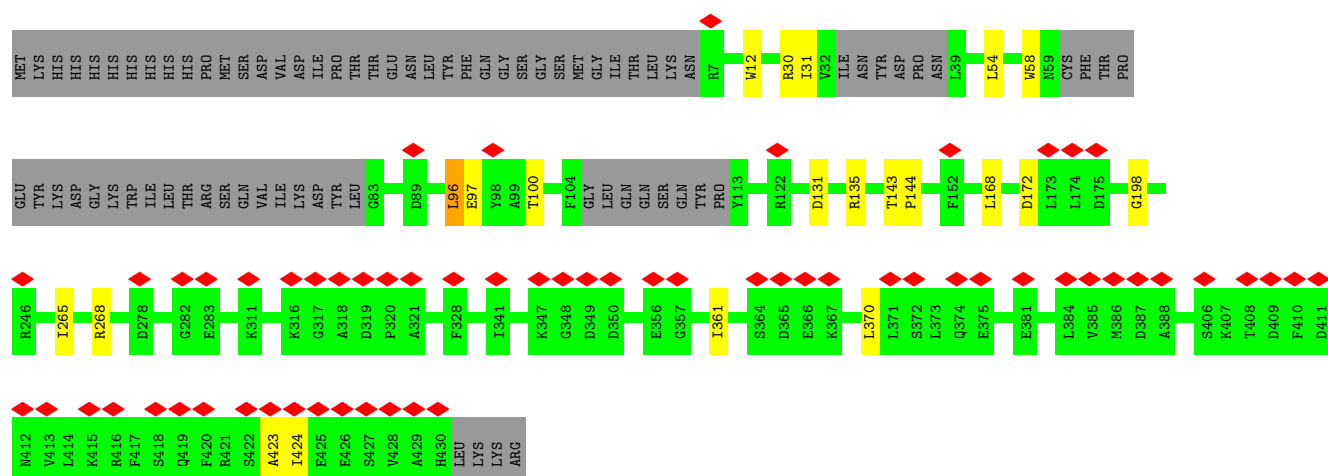 MET LYS HIS HIS HIS HIS HIS HIS HIS HIS HIS HIS PRO MET SER ASP VAL ASP ILE PRO THR THR GLU ASN LEU TYR PHE GLN GLY SER GLY SER MET GLY ILE THR LEU LYS ASN R7 W12 R30 I31 V32 ILE ASN TYR ASP PRO ASN L39 L54 W58 N59 CYS PHE THR PRO
GLU TYR LYS ASP GLY LYS TRP ILE LEU THR ARG SER GLN VAL ILE LYS ASP TYR LEU G83 D89 L96 E97 Y98 A99 T100 F104 GLY LEU GLN GLN SER GLN TYR PRO Y113 R122 D131 R135 T143 P144 F152 L168 D172 L173 L174 D175 G198
R246 I265 R268 D278 G282 E283 K311 K316 G317 A318 D319 P320 A321 F328 I341 K347 G348 D349 D350 E356 G357 I361 S364 D365 E366 K367 L370 L371 S372 L373 Q374 E375 E381 L384 V385 M386 D387 A388 S406 K407 T408 D409 F410 D411
N412 V413 L414 K415 R416 F417 S418 Q419 F420 R421 S422 A423 I424 E425 E426 S427 V428 A429 H430 LEU LYS LYS ARG